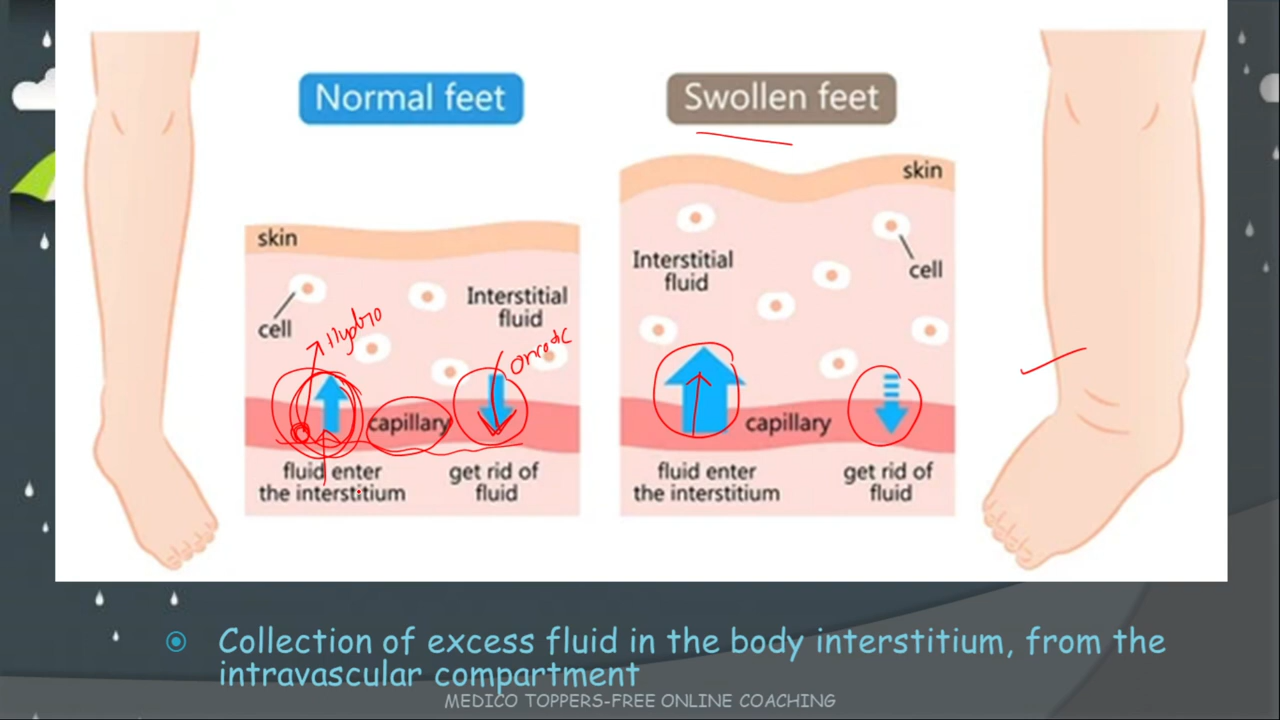 Normal feet
Swollen feet
skin
cell
Interstitial
fluid
Hydro
Oncotic
capillary
fluid enter
the interstitium
get rid of
fluid
skin
Interstitial
fluid
cell
capillary
fluid enter
the interstitium
get rid of
fluid
Collection of excess fluid in the body interstitium, from the
intravascular compartment
MEDICO TOPPERS-FREE ONLINE COACHING